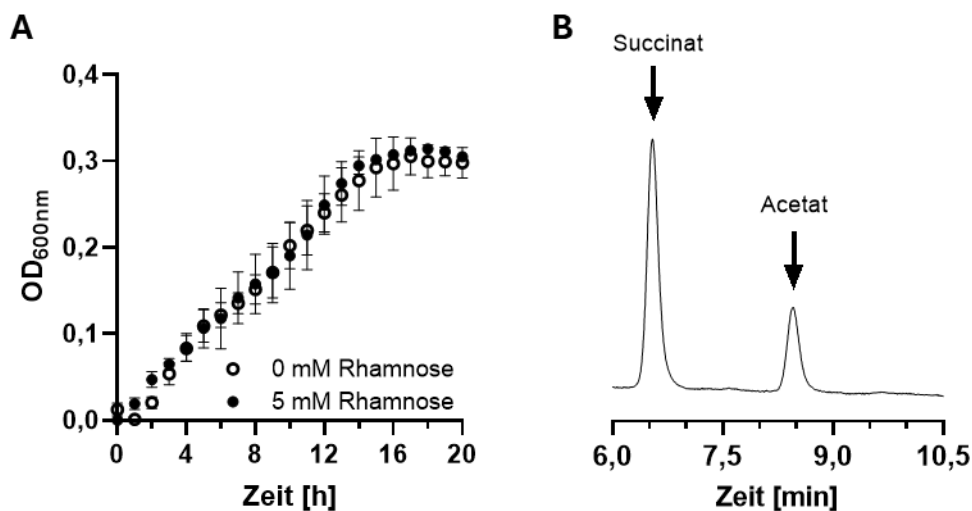 A
OD600nm
0,4
0,3
0,2
0,1
0,0
0 mM Rhamnose
5 mM Rhamnose
0 4 8 12 16 20
Zeit [h]
B
Succinat
Acetat
6,0 7,5 9,0 10,5
Zeit [min]